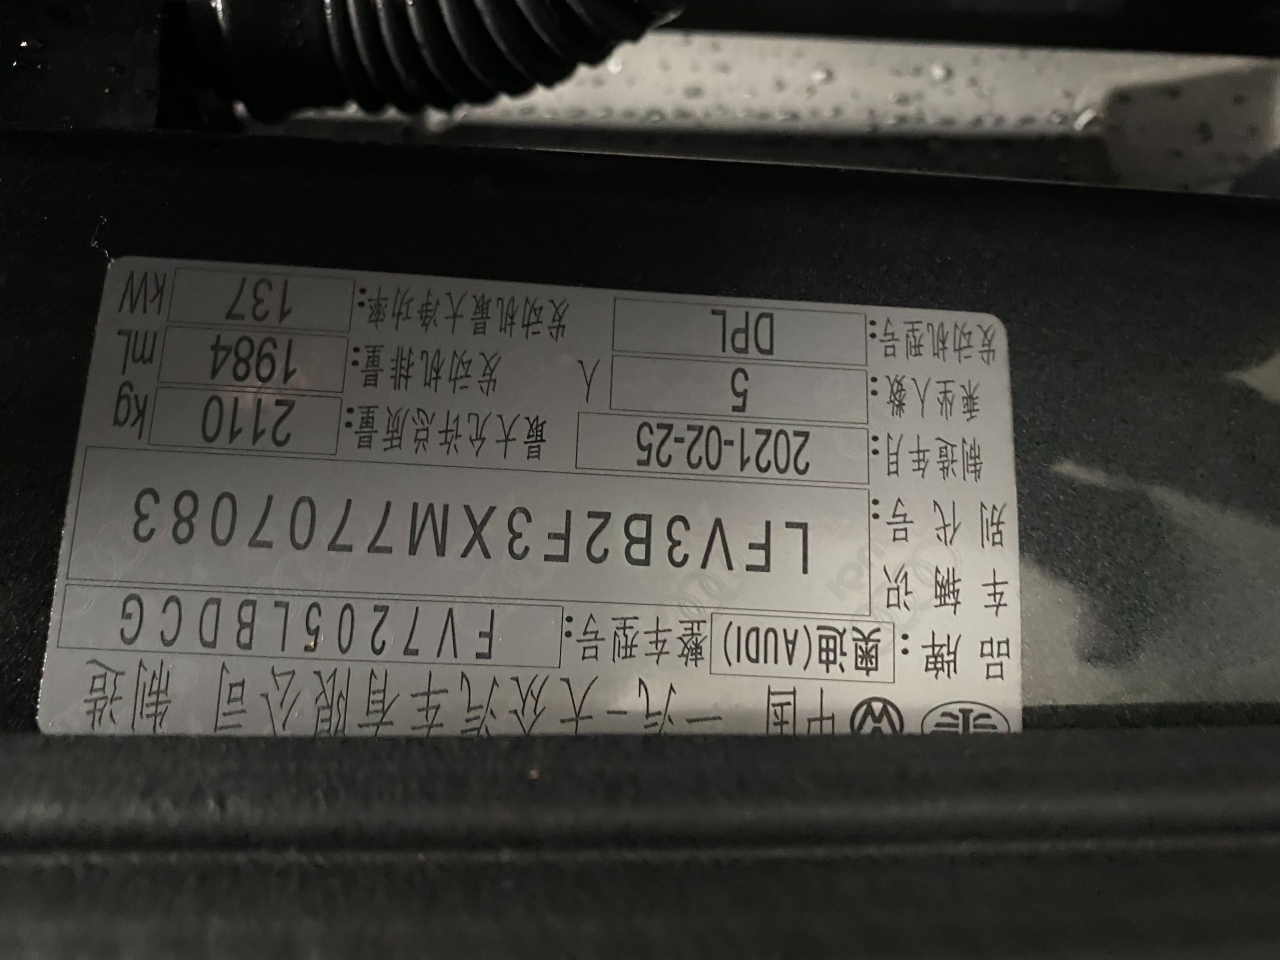 中国 一汽-大众汽车有限公司 制造
品牌: 奥迪(AUDI) 整车型号: FV7205LBDCG
车辆识别代号: LFV3B2F3XM7707083
制造年月: 2021-02-25 最大允许总质量: 2110 kg
乘坐人数: 5 人 发动机排量: 1984 mL
发动机型号: DPL 发动机最大净功率: 137 kW